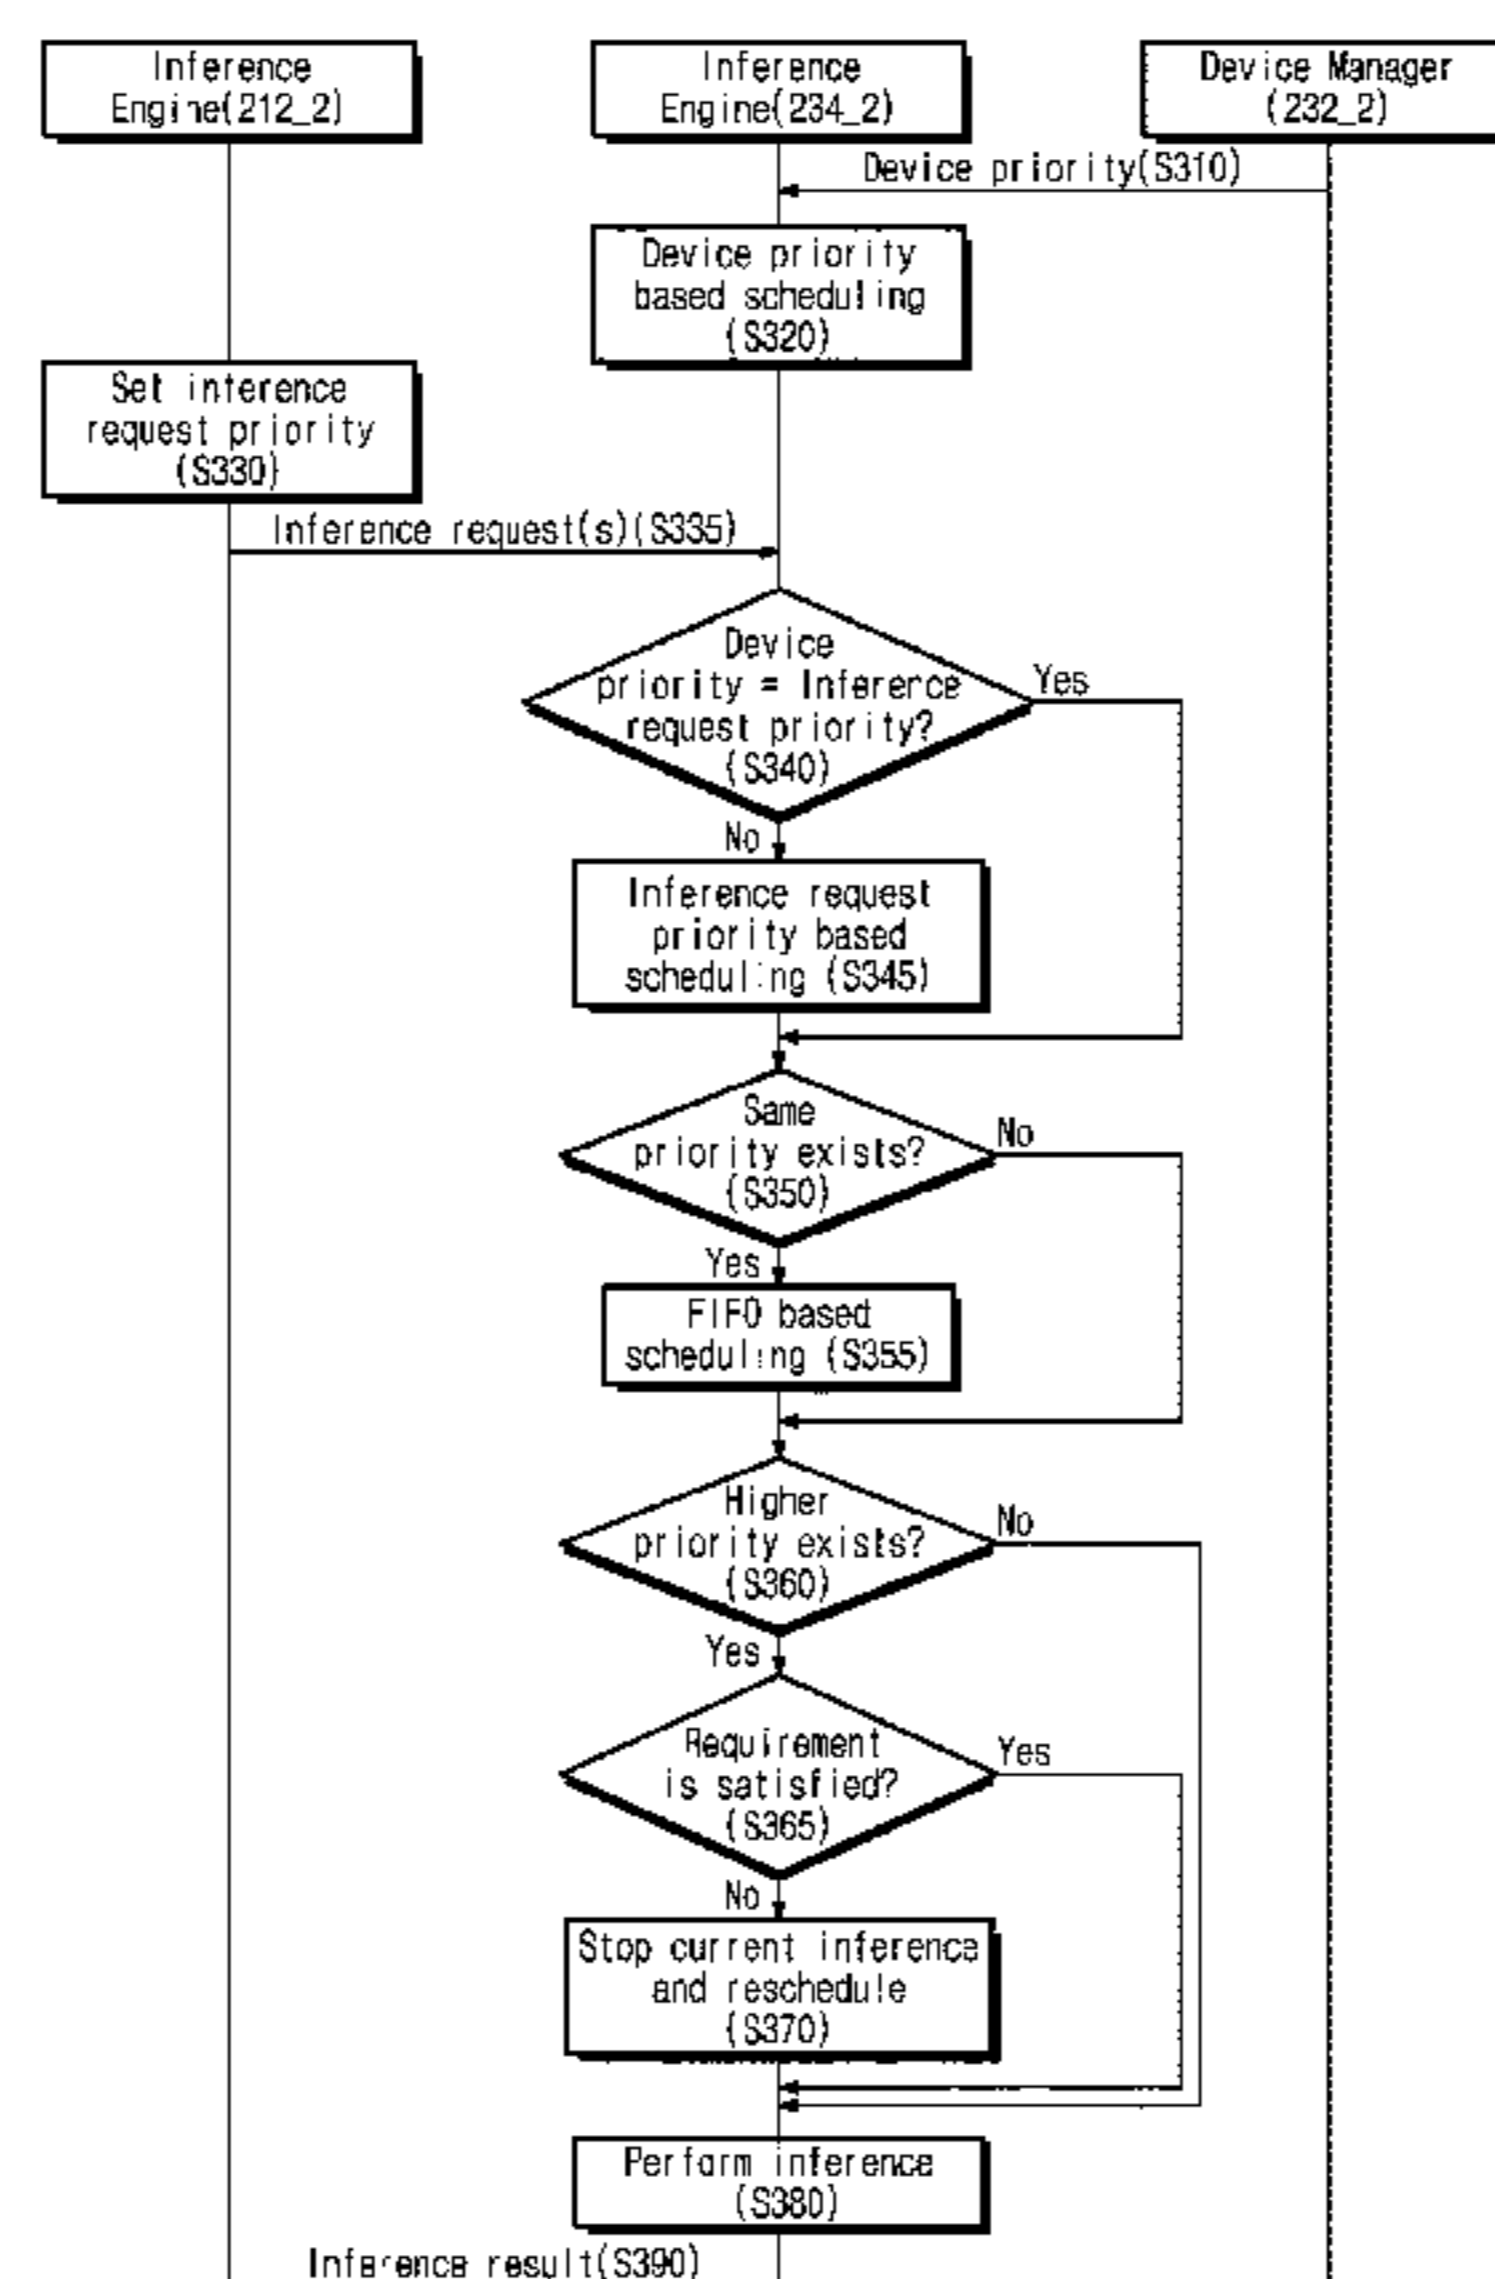 Inference
Engine(212_2)
Inference
Engine(234_2)
Device Manager
(232_2)
Device priority(S310)
Device priority
based scheduling
(S320)
Set inference
request priority
(S330)
Inference request(s)(S335)
Device
priority = Inference
request priority?
(S340)
Yes
No
Inference request
priority based
scheduling (S345)
Same
priority exists?
(S350)
No
Yes
FIFO based
scheduling (S355)
Higher
priority exists?
(S360)
No
Yes
Requirement
is satisfied?
(S365)
Yes
No
Stop current inference
and reschedule
(S370)
Perform inference
(S380)
Inference result(S390)